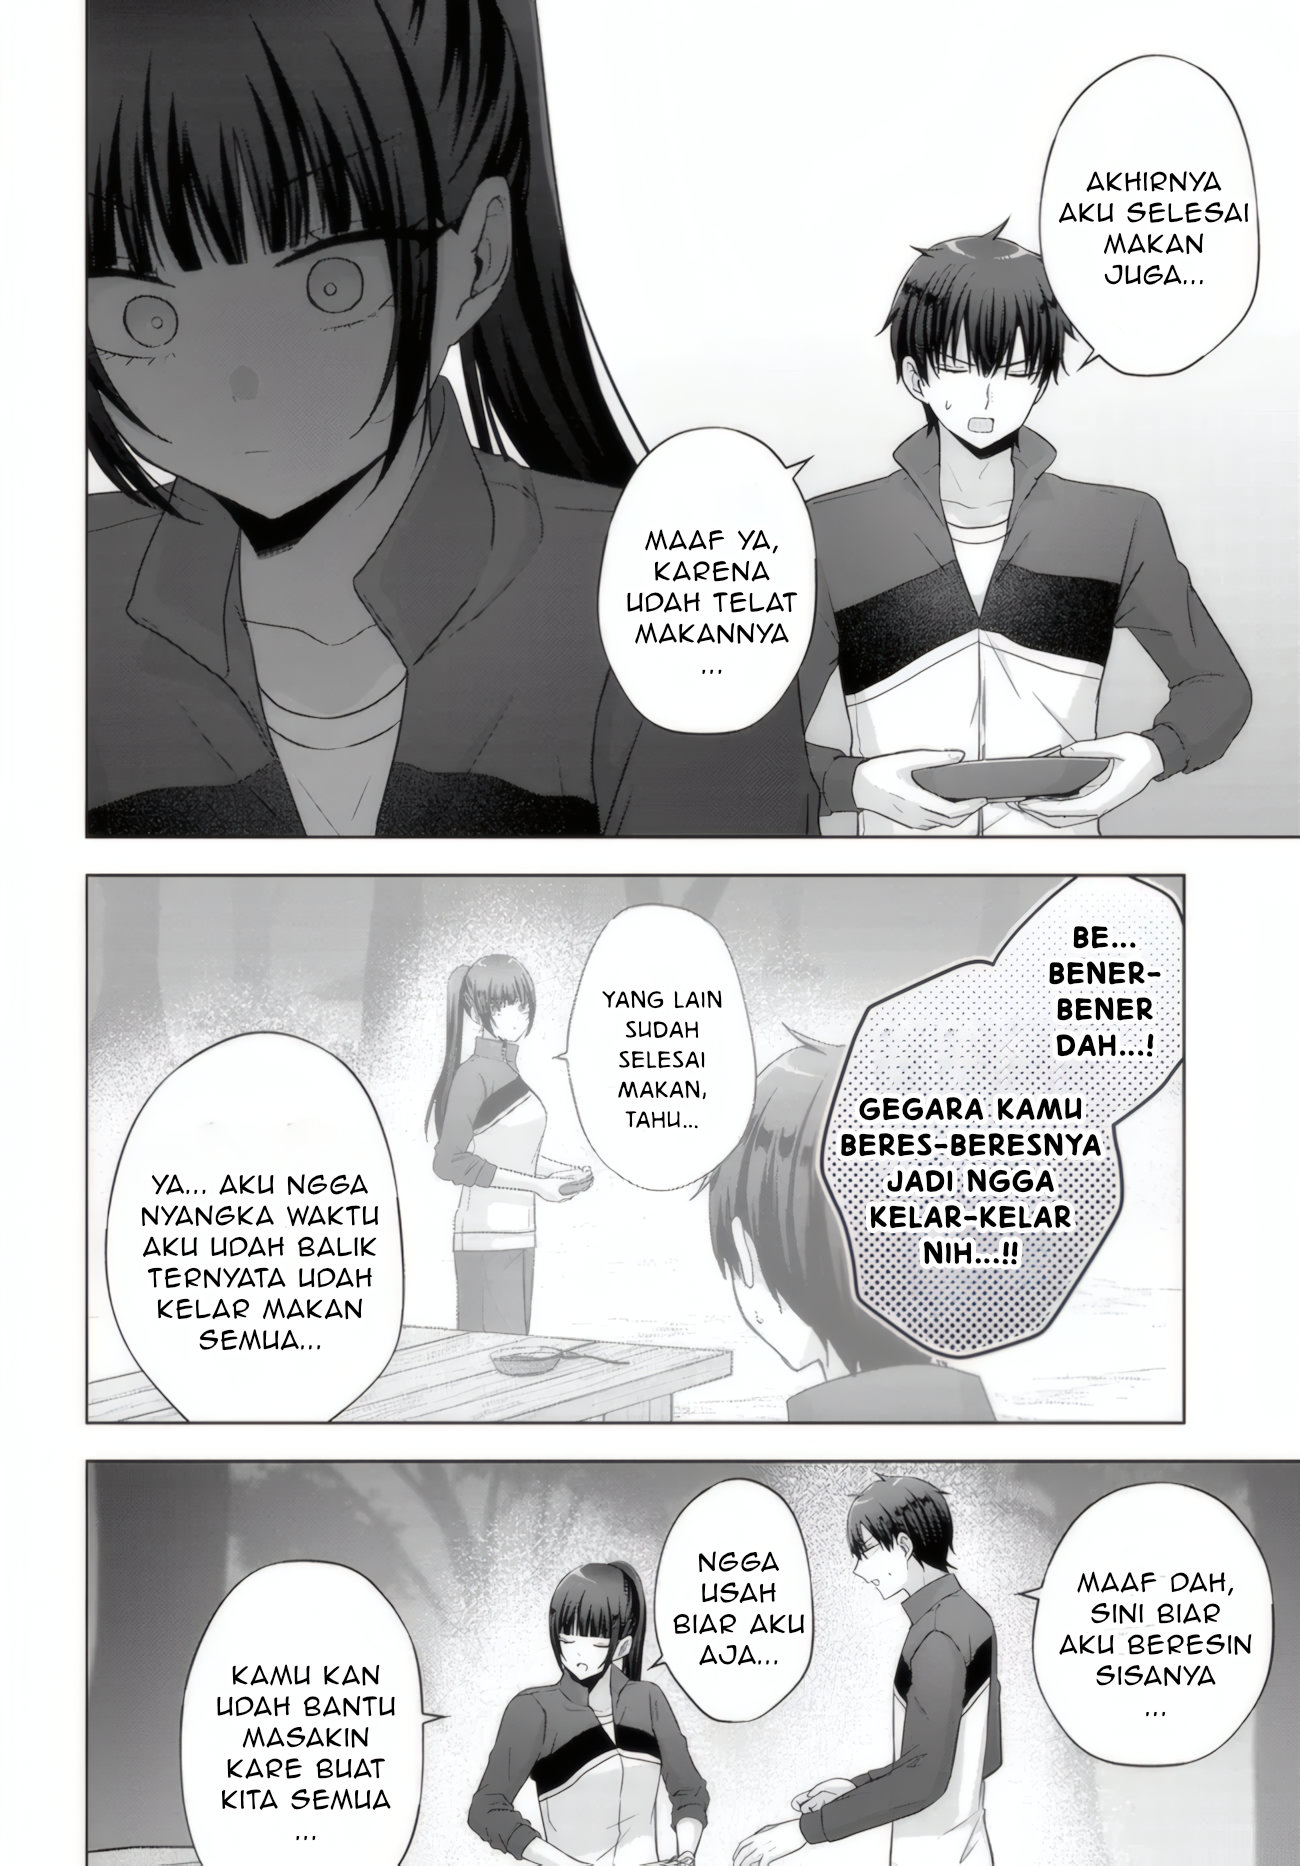 AKHIRNYA
AKU SELESAI
MAKAN
JUGA...
MAAF YA,
KARENA
UDAH TELAT
MAKANNYA
...
BE...
BENER-
BENER
DAH...!
GEGARA KAMU
BERES-BERESNYA
JADI NGGA
KELAR-KELAR
NIH...!!
YANG LAIN
SUDAH
SELESAI
MAKAN,
TAHU...
YA... AKU NGGA
NYANGKA WAKTU
AKU UDAH BALIK
TERNYATA UDAH
KELAR MAKAN
SEMUA...
MAAF DAH,
SINI BIAR
AKU BERESIN
SISANYA
...
NGGA
USAH
BIAR AKU
AJA...
KAMU KAN
UDAH BANTU
MASAKIN
KARE BUAT
KITA SEMUA
...